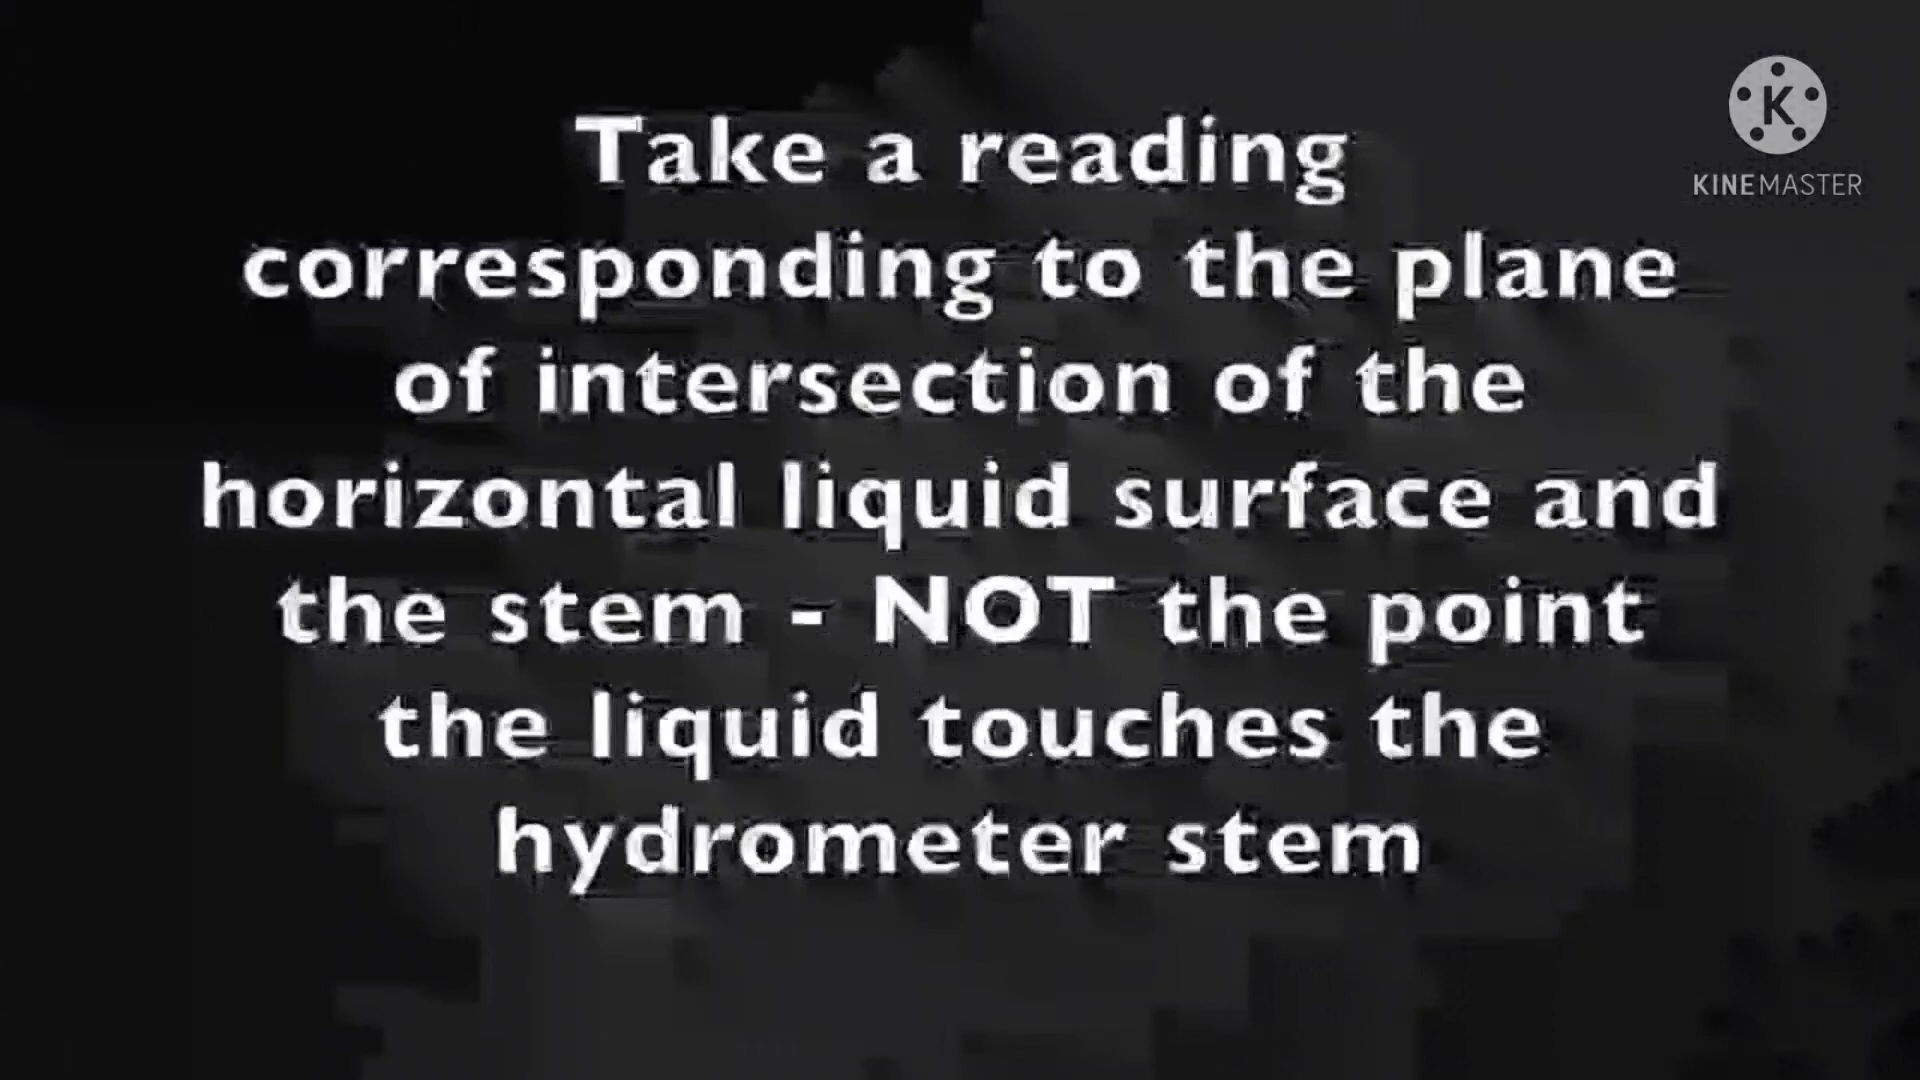 Take a reading
corresponding to the plane
of intersection of the
horizontal liquid surface and
the stem - NOT the point
the liquid touches the
hydrometer stem
K
KINEMASTER